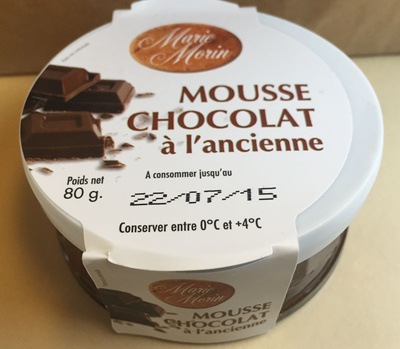 Marie
Morin
MOUSSE
CHOCOLAT
à l'ancienne
Poids net
80 g.
A consommer jusqu'au
22/07/15
Conserver entre 0°C et +4°C
Marie
Morin
MOUSSE
CHOCOLAT
à l'ancienne